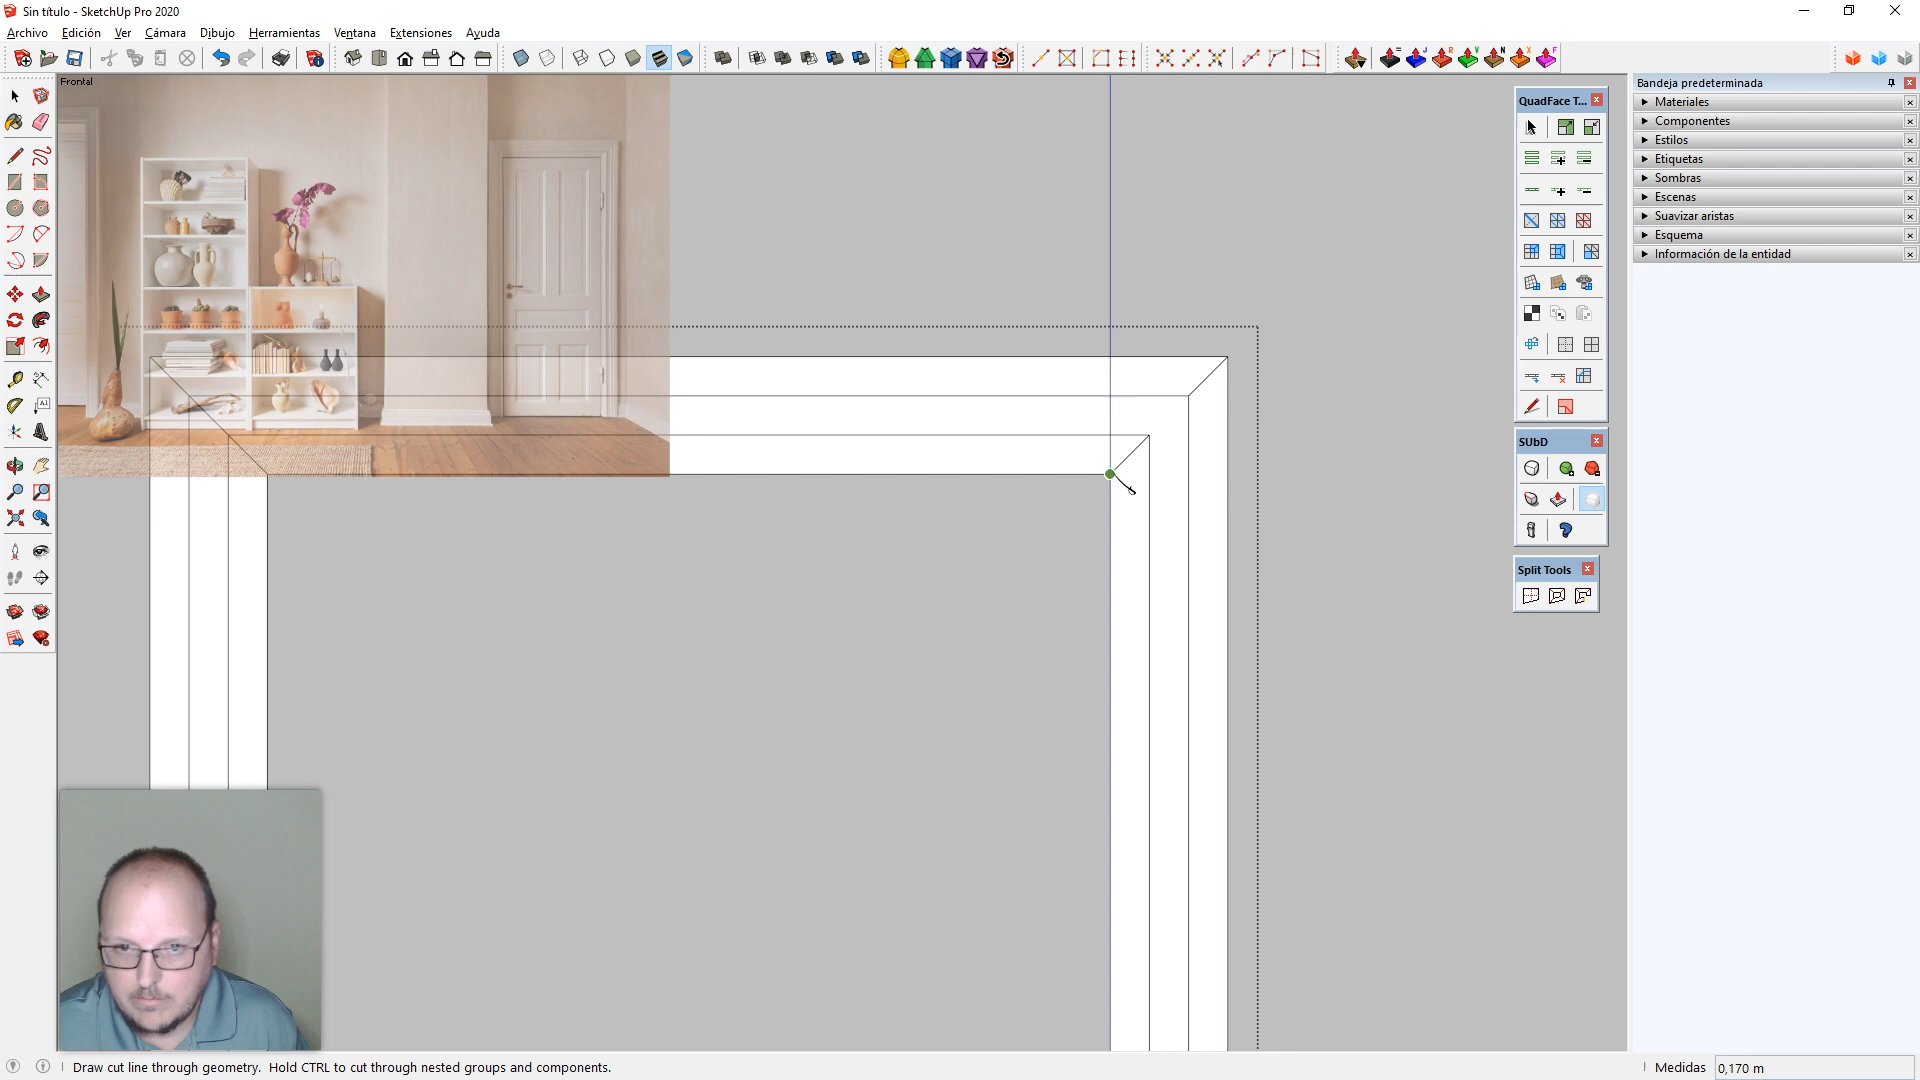 Sin título - SketchUp Pro 2020
Archivo Edición Ver Cámara Dibujo Herramientas Ventana Extensiones Ayuda
Frontal
Bandeja predeterminada
Materiales
Componentes
Estilos
Etiquetas
Sombras
Escenas
Suavizar aristas
Esquema
Información de la entidad
QuadFace T...
SUbD
Split Tools
Draw cut line through geometry. Hold CTRL to cut through nested groups and components.
Medidas 0,170 m